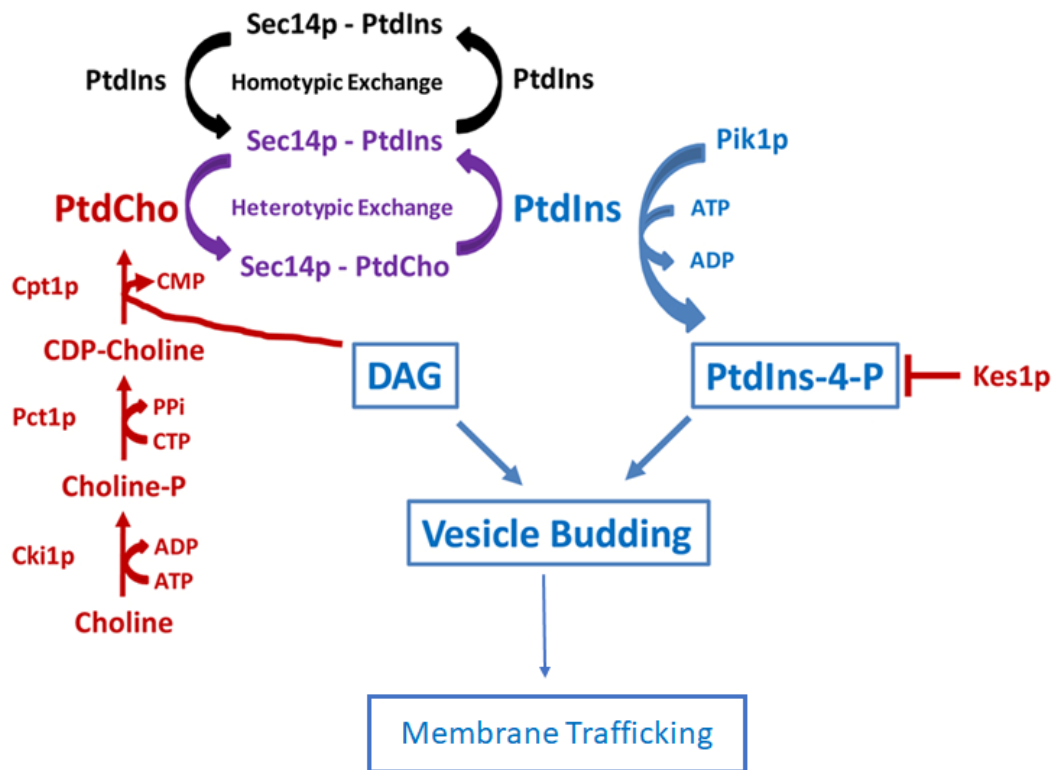 Sec14p - PtdIns
PtdIns
Homotypic Exchange
PtdIns
Sec14p - PtdIns
Pik1p
PtdCho
Heterotypic Exchange
PtdIns
ATP
Sec14p - PtdCho
ADP
Cpt1p
CMP
CDP-Choline
DAG
PtdIns-4-P
Kes1p
Pct1p
PPi
CTP
Choline-P
Vesicle Budding
Cki1p
ADP
ATP
Choline
Membrane Trafficking